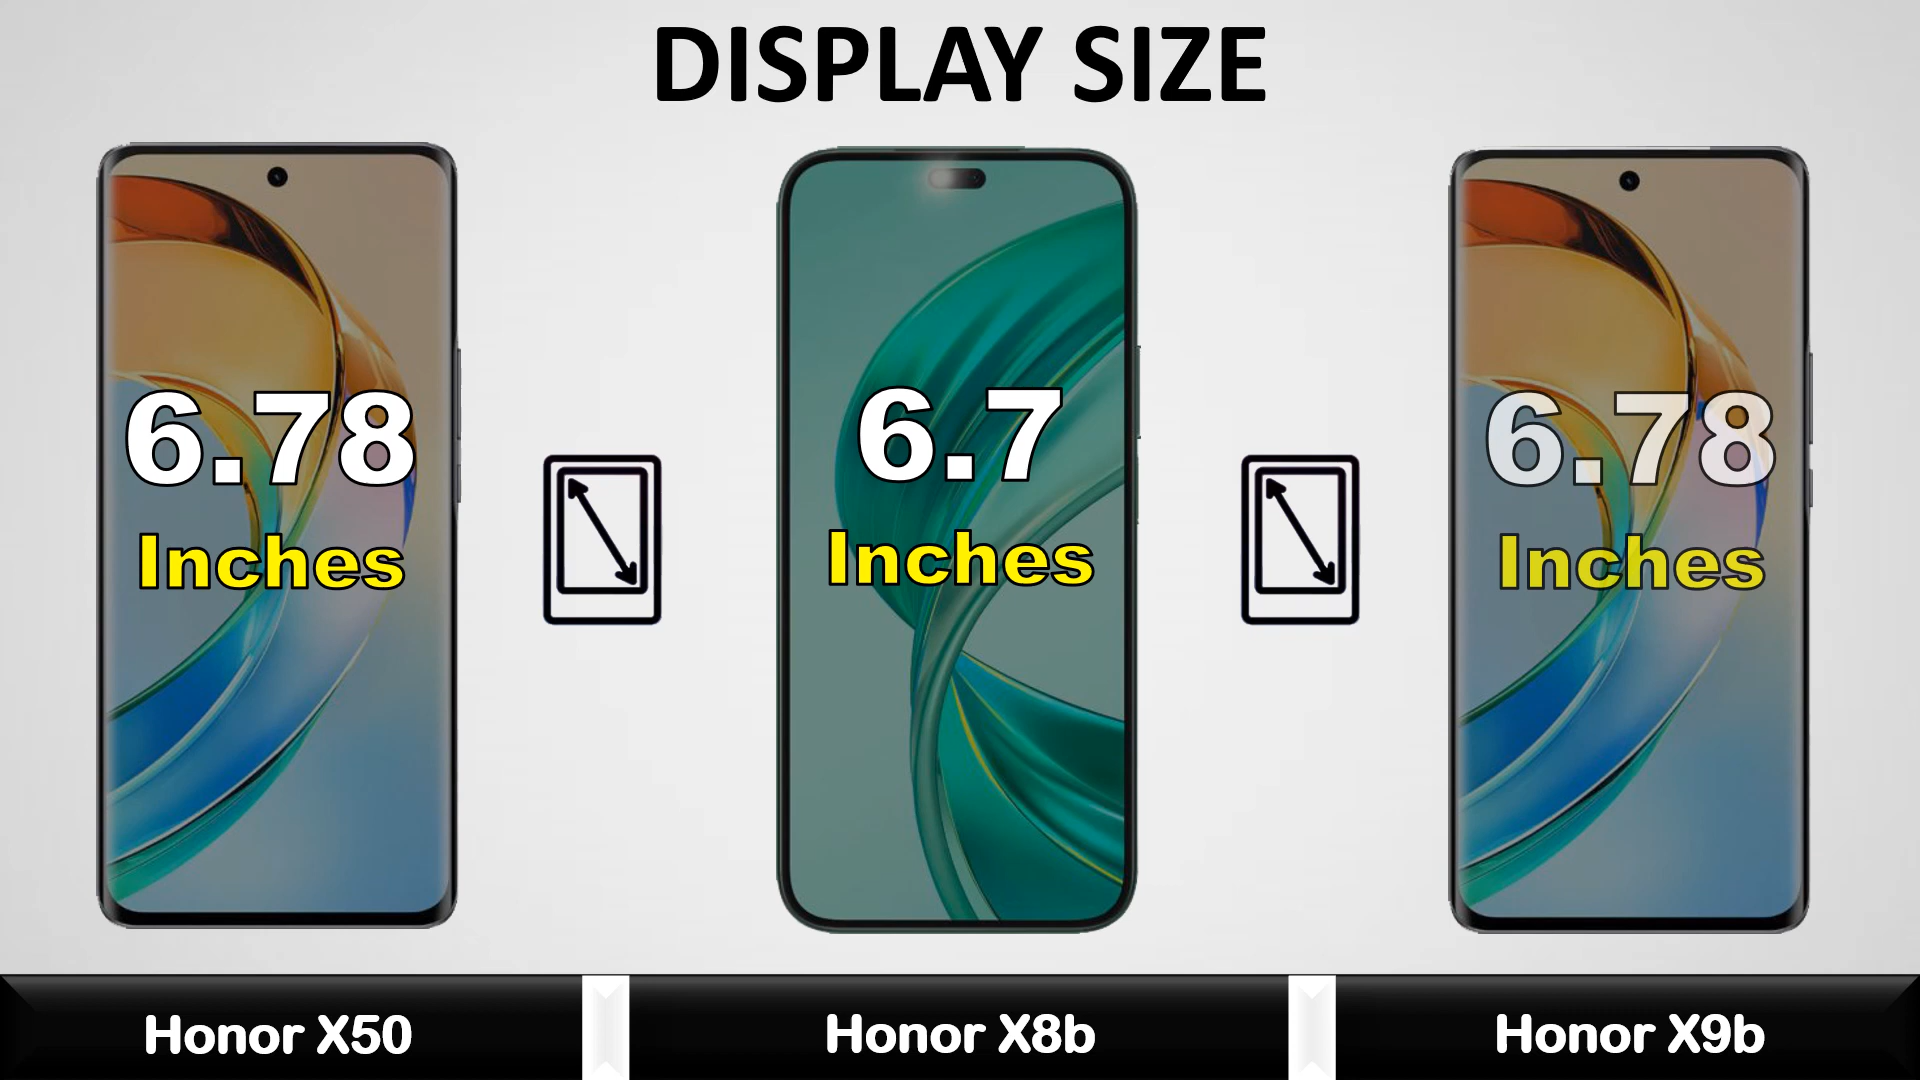 DISPLAY SIZE
6.78
Inches
6.7
Inches
6.78
Inches
Honor X50
Honor X8b
Honor X9b